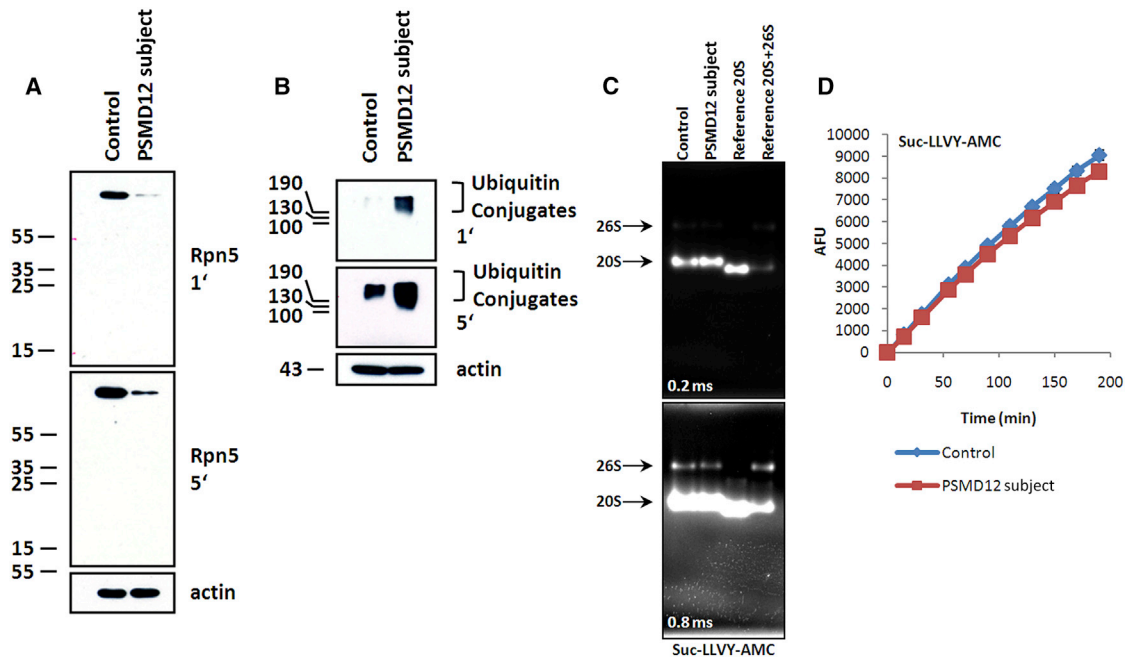 A
Control
PSMD12 subject
55
35
25
15
Rpn5
1‘
55
35
25
15
Rpn5
5‘
55
actin
B
Control
PSMD12 subject
190
130
100
Ubiquitin
Conjugates
1‘
190
130
100
Ubiquitin
Conjugates
5‘
43
actin
C
Control
PSMD12 subject
Reference 20S
Reference 20S+26S
26S
20S
0.2 ms
26S
20S
0.8 ms
Suc-LLVY-AMC
D
Suc-LLVY-AMC
10000
9000
8000
7000
6000
5000
4000
3000
2000
1000
0
AFU
0 50 100 150 200
Time (min)
Control
PSMD12 subject